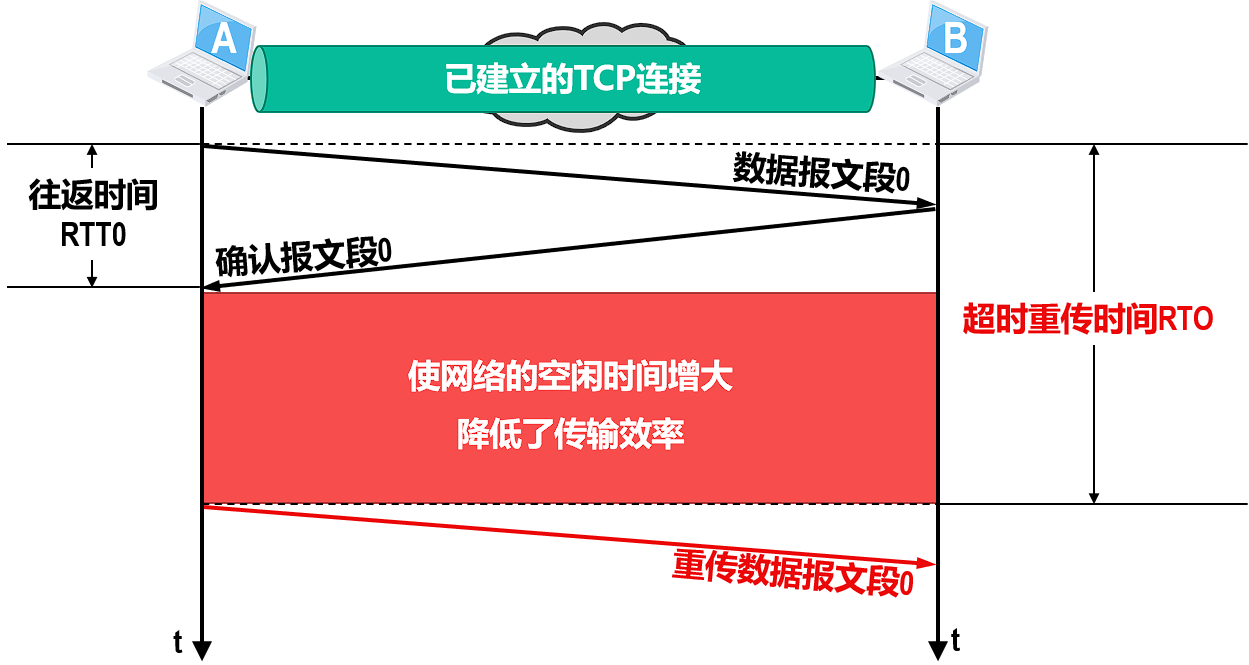 A
B
已建立的TCP连接
数据报文段0
往返时间
RTT0
确认报文段0
超时重传时间RTO
使网络的空闲时间增大
降低了传输效率
重传数据报文段0
t
t